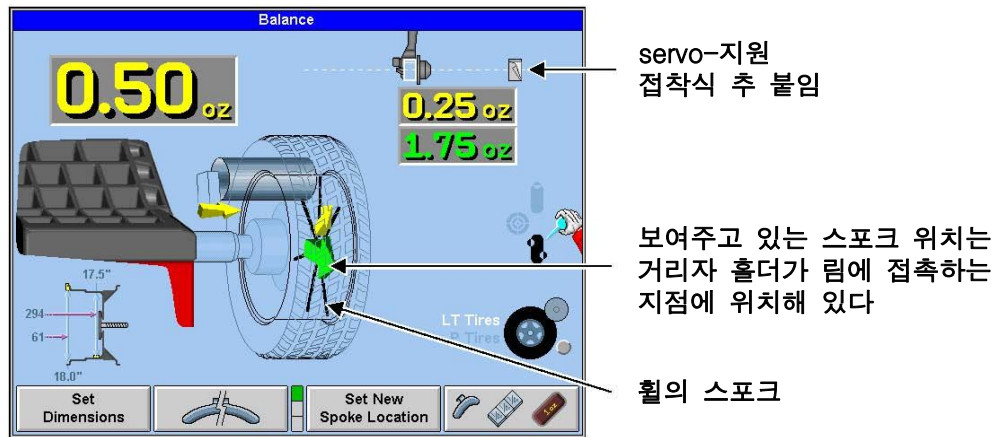 Balance
servo-지원
접착식 추 붙임
0.50 oz
0.25 oz
1.75 oz
보여주고 있는 스포크 위치는
거리자 홀더가 림에 접촉하는
지점에 위치해 있다
17.5"
294
61
18.0"
LT Tires
P Tires
휠의 스포크
Set
Dimensions
Set New
Spoke Location
1oz